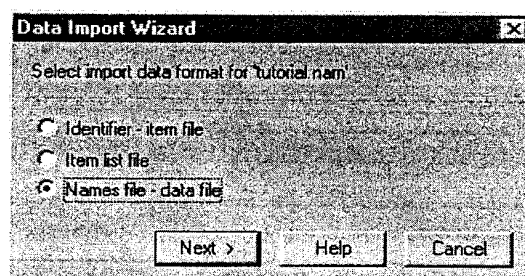 Data Import Wizard
Select import data format for 'tutorial.nam'
Identifier - item file
Item list file
Names file - data file
Next > Help Cancel